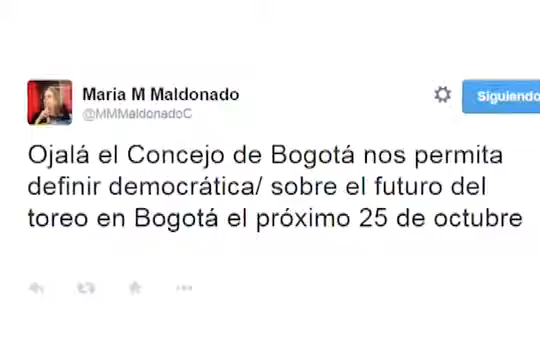 Maria M Maldonado
@MMMaldonadoC
Siguiendo
Ojalá el Concejo de Bogotá nos permita
definir democrática/ sobre el futuro del
toreo en Bogotá el próximo 25 de octubre